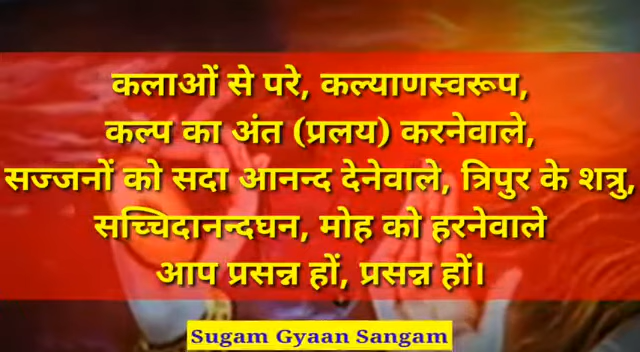 कलाओं से परे, कल्याणस्वरूप,
कल्प का अंत (प्रलय) करनेवाले,
सज्जनों को सदा आनन्द देनेवाले, त्रिपुर के शत्रु,
सच्चिदानन्दघन, मोह को हरनेवाले
आप प्रसन्न हों, प्रसन्न हों।
Sugam Gyaan Sangam